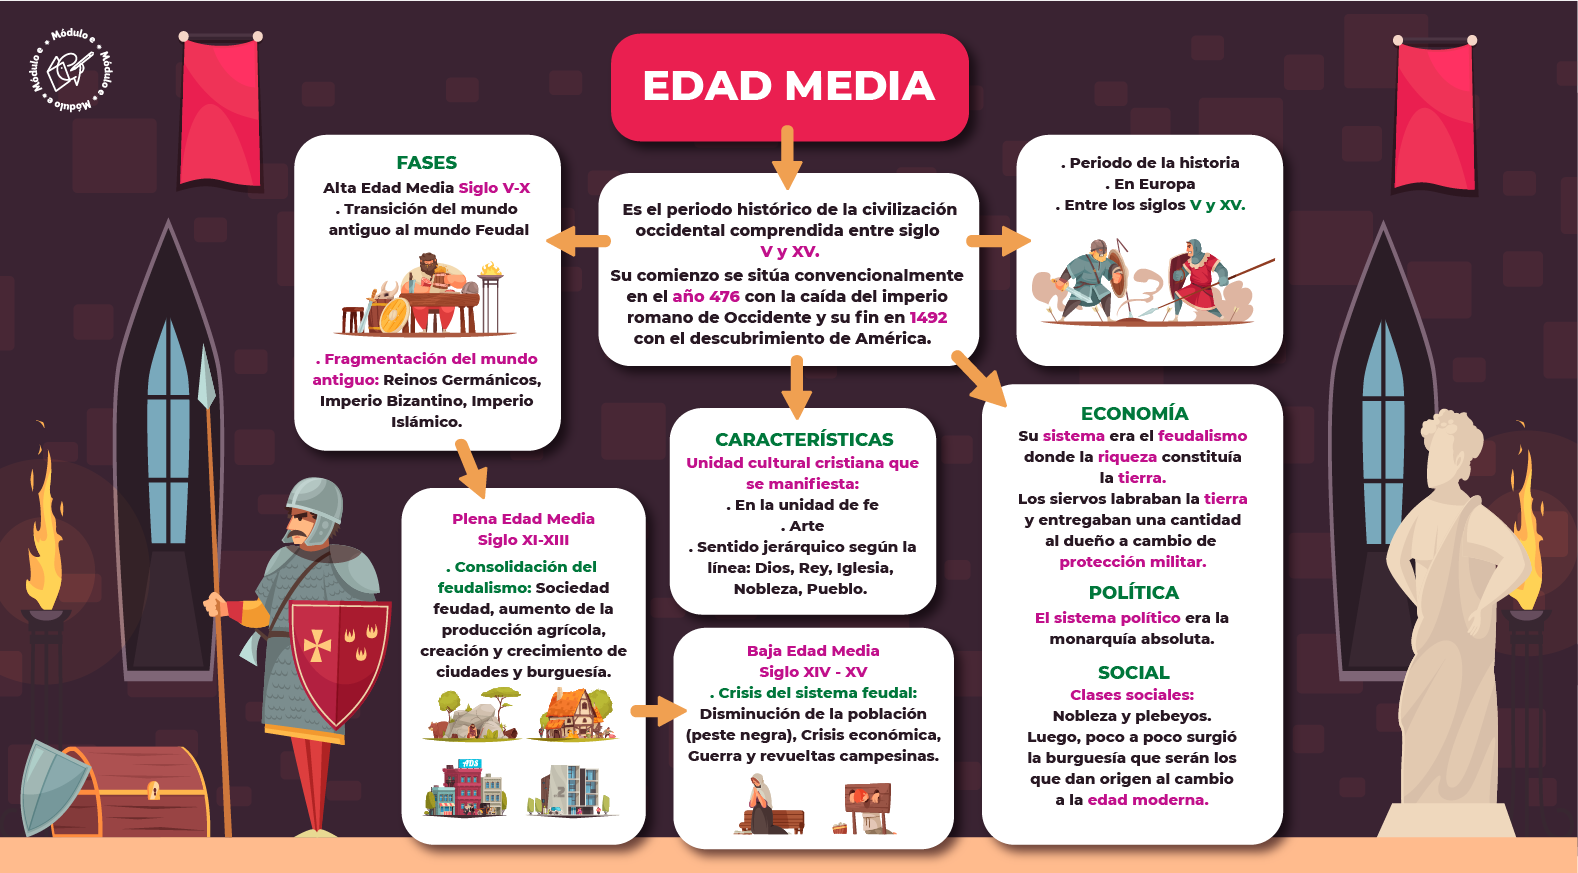 Módulo e * Módulo e * Módulo e * Módulo e *
EDAD MEDIA
FASES
Alta Edad Media Siglo V-X
. Transición del mundo
antiguo al mundo Feudal
. Fragmentación del mundo
antiguo: Reinos Germánicos,
Imperio Bizantino, Imperio
Islámico.
Es el periodo histórico de la civilización
occidental comprendida entre siglo
V y XV.
Su comienzo se sitúa convencionalmente
en el año 476 con la caída del imperio
romano de Occidente y su fin en 1492
con el descubrimiento de América.
. Periodo de la historia
. En Europa
. Entre los siglos V y XV.
Plena Edad Media
Siglo XI-XIII
. Consolidación del
feudalismo: Sociedad
feudad, aumento de la
producción agrícola,
creación y crecimiento de
ciudades y burguesía.
ADS
2
CARACTERÍSTICAS
Unidad cultural cristiana que
se manifiesta:
. En la unidad de fe
. Arte
. Sentido jerárquico según la
línea: Dios, Rey, Iglesia,
Nobleza, Pueblo.
Baja Edad Media
Siglo XIV - XV
. Crisis del sistema feudal:
Disminución de la población
(peste negra), Crisis económica,
Guerra y revueltas campesinas.
ECONOMÍA
Su sistema era el feudalismo
donde la riqueza constituía
la tierra.
Los siervos labraban la tierra
y entregaban una cantidad
al dueño a cambio de
protección militar.
POLÍTICA
El sistema político era la
monarquía absoluta.
SOCIAL
Clases sociales:
Nobleza y plebeyos.
Luego, poco a poco surgió
la burguesía que serán los
que dan origen al cambio
a la edad moderna.